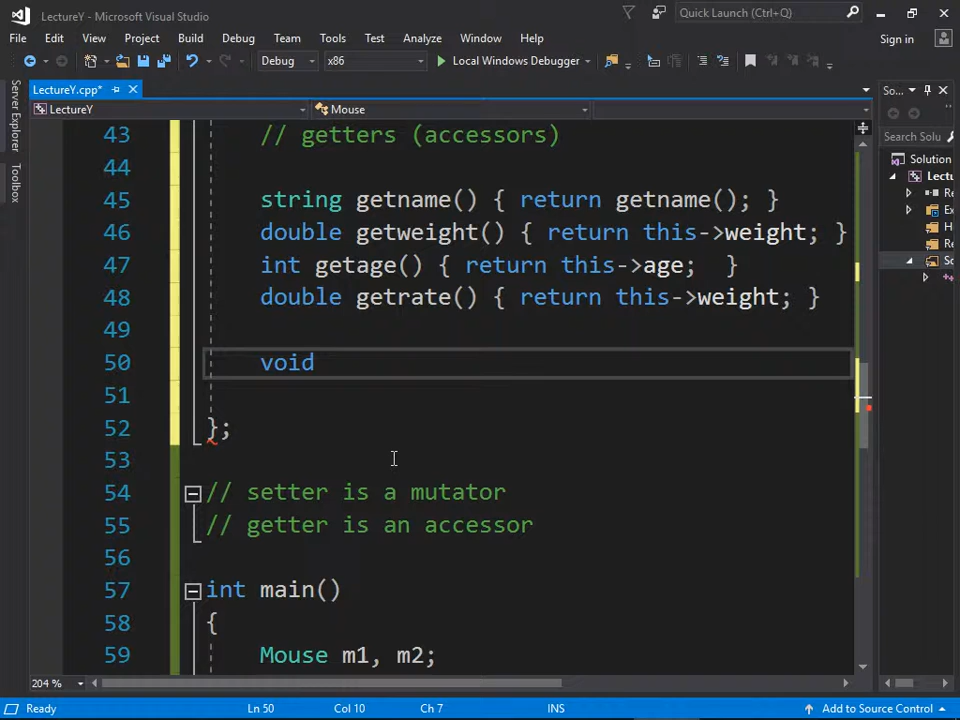 LectureY - Microsoft Visual Studio
Quick Launch (Ctrl+Q)
File Edit View Project Build Debug Team Tools Test Analyze Window Help
Sign in
Debug x86 Local Windows Debugger
LectureY.cpp*
So...
LectureY Mouse
Server Explorer
Toolbox
Search Solu
Solution
Lectu
Re
Ex
H
Re
So
43 // getters (accessors)
44
45 string getname() { return getname(); }
46 double getweight() { return this->weight; }
47 int getage() { return this->age; }
48 double getrate() { return this->weight; }
49
50 void
51
52 };
53
54 // setter is a mutator
55 // getter is an accessor
56
57 int main()
58 {
59 Mouse m1, m2;
204 %
Ready Ln 50 Col 10 Ch 7 INS Add to Source Control